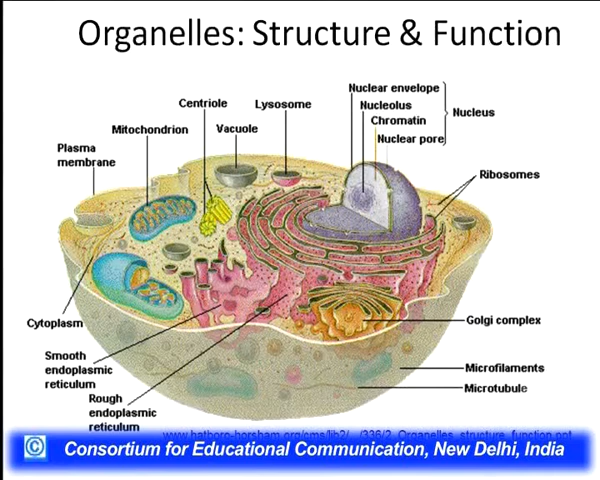 Organelles: Structure & Function
Nuclear envelope
Nucleolus
Chromatin
Nuclear pore
Nucleus
Centriole
Lysosome
Mitochondrion
Vacuole
Plasma
membrane
Ribosomes
Cytoplasm
Golgi complex
Smooth
endoplasmic
reticulum
Microfilaments
Microtubule
Rough
endoplasmic
reticulum
© Consortium for Educational Communication, New Delhi, India